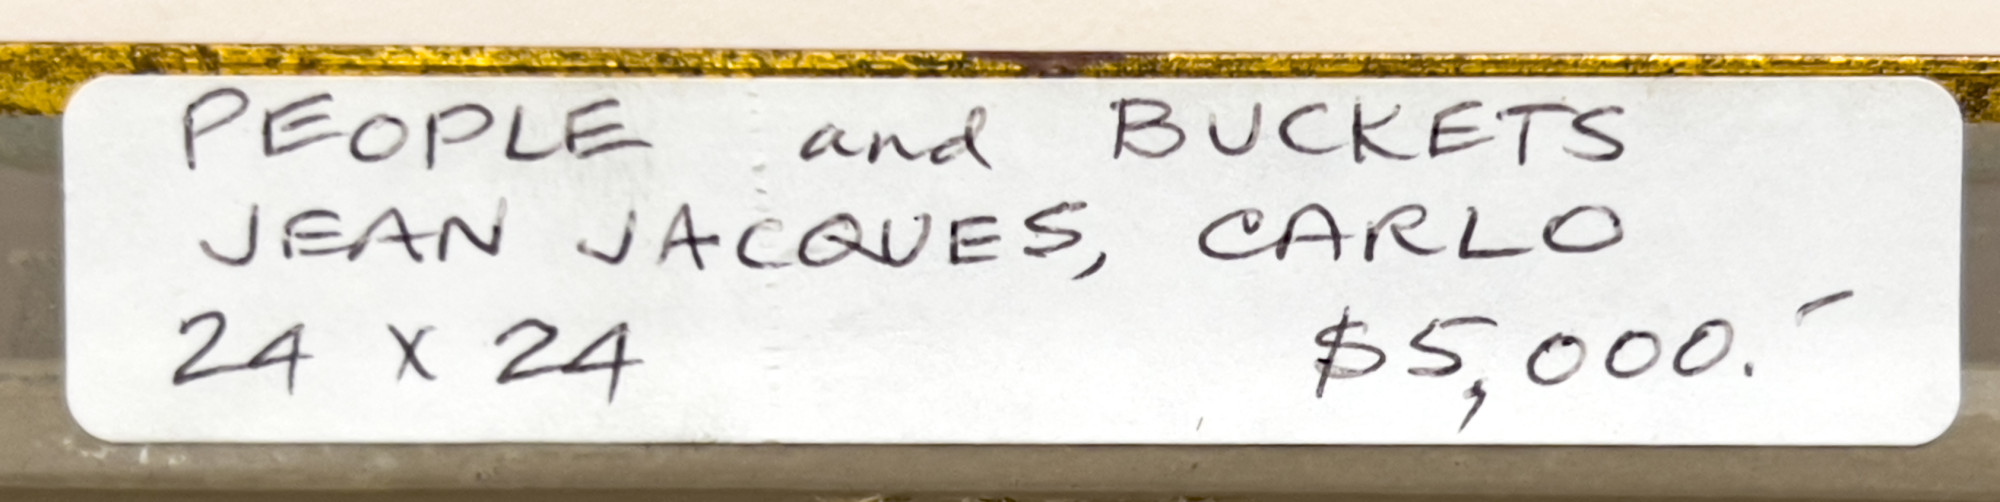 PEOPLE and BUCKETS
JEAN JACQUES, CARLO
24 x 24 $5,000.-